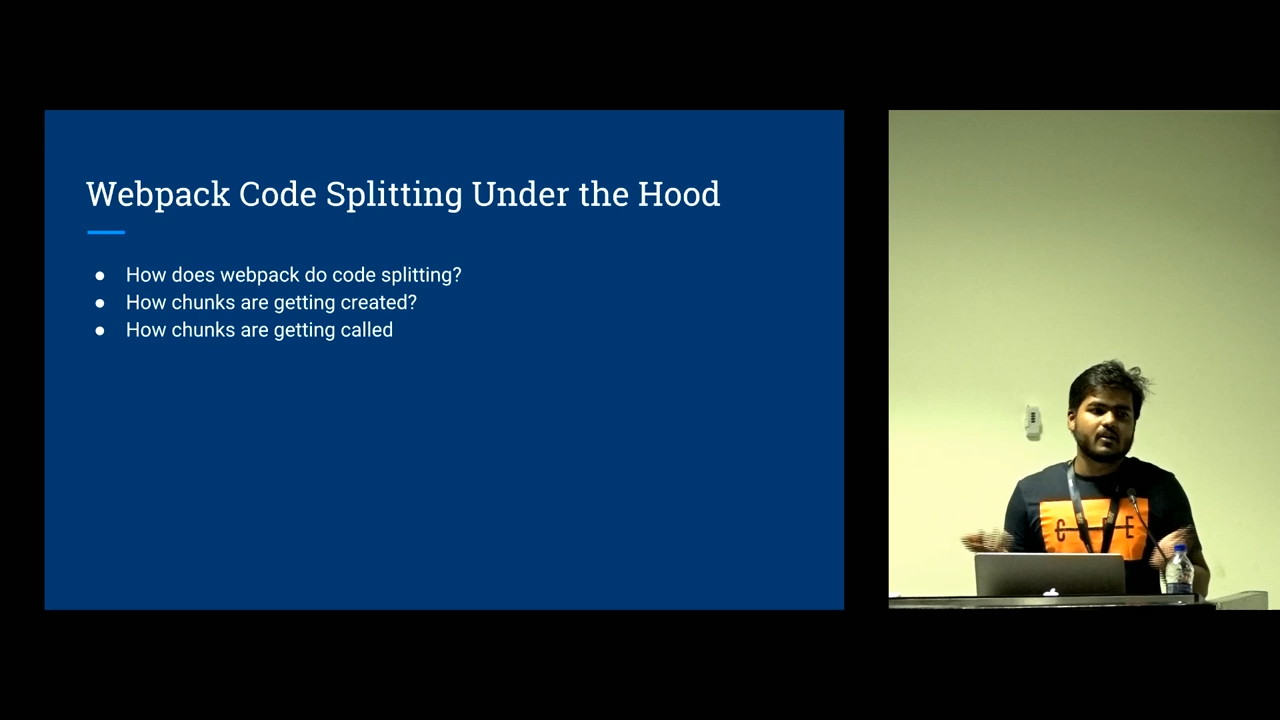 Webpack Code Splitting Under the Hood
● How does webpack do code splitting?
● How chunks are getting created?
● How chunks are getting called